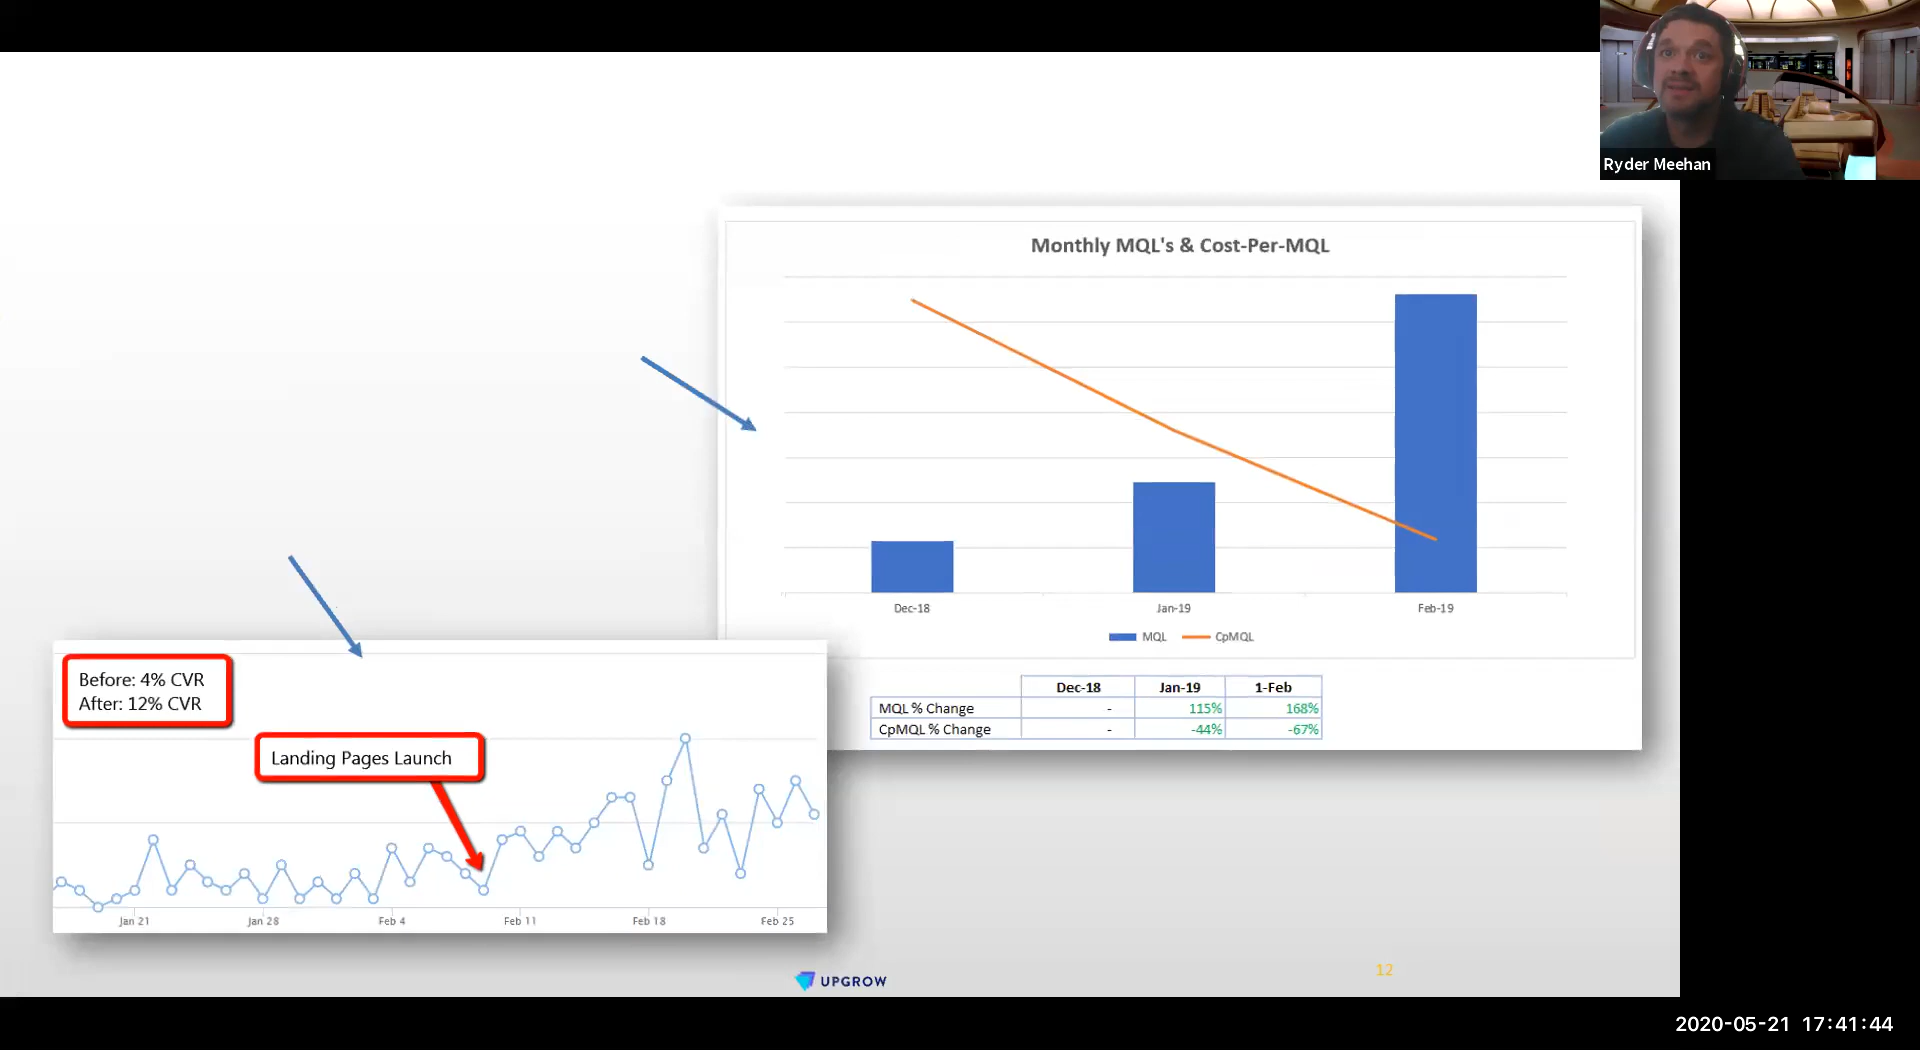 Ryder Meehan
Monthly MQL's & Cost-Per-MQL
Dec-18 Jan-19 Feb-19
MQL CpMQL
Dec-18 Jan-19 1-Feb
MQL % Change - 115% 168%
CpMQL % Change - -44% -67%
Before: 4% CVR
After: 12% CVR
Landing Pages Launch
Jan 21 Jan 28 Feb 4 Feb 11 Feb 18 Feb 25
UPGROW
12
2020-05-21 17:41:44